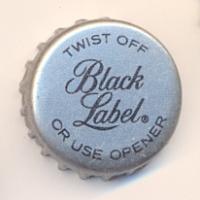 TWIST OFF
Black
Label®
OR USE OPENER